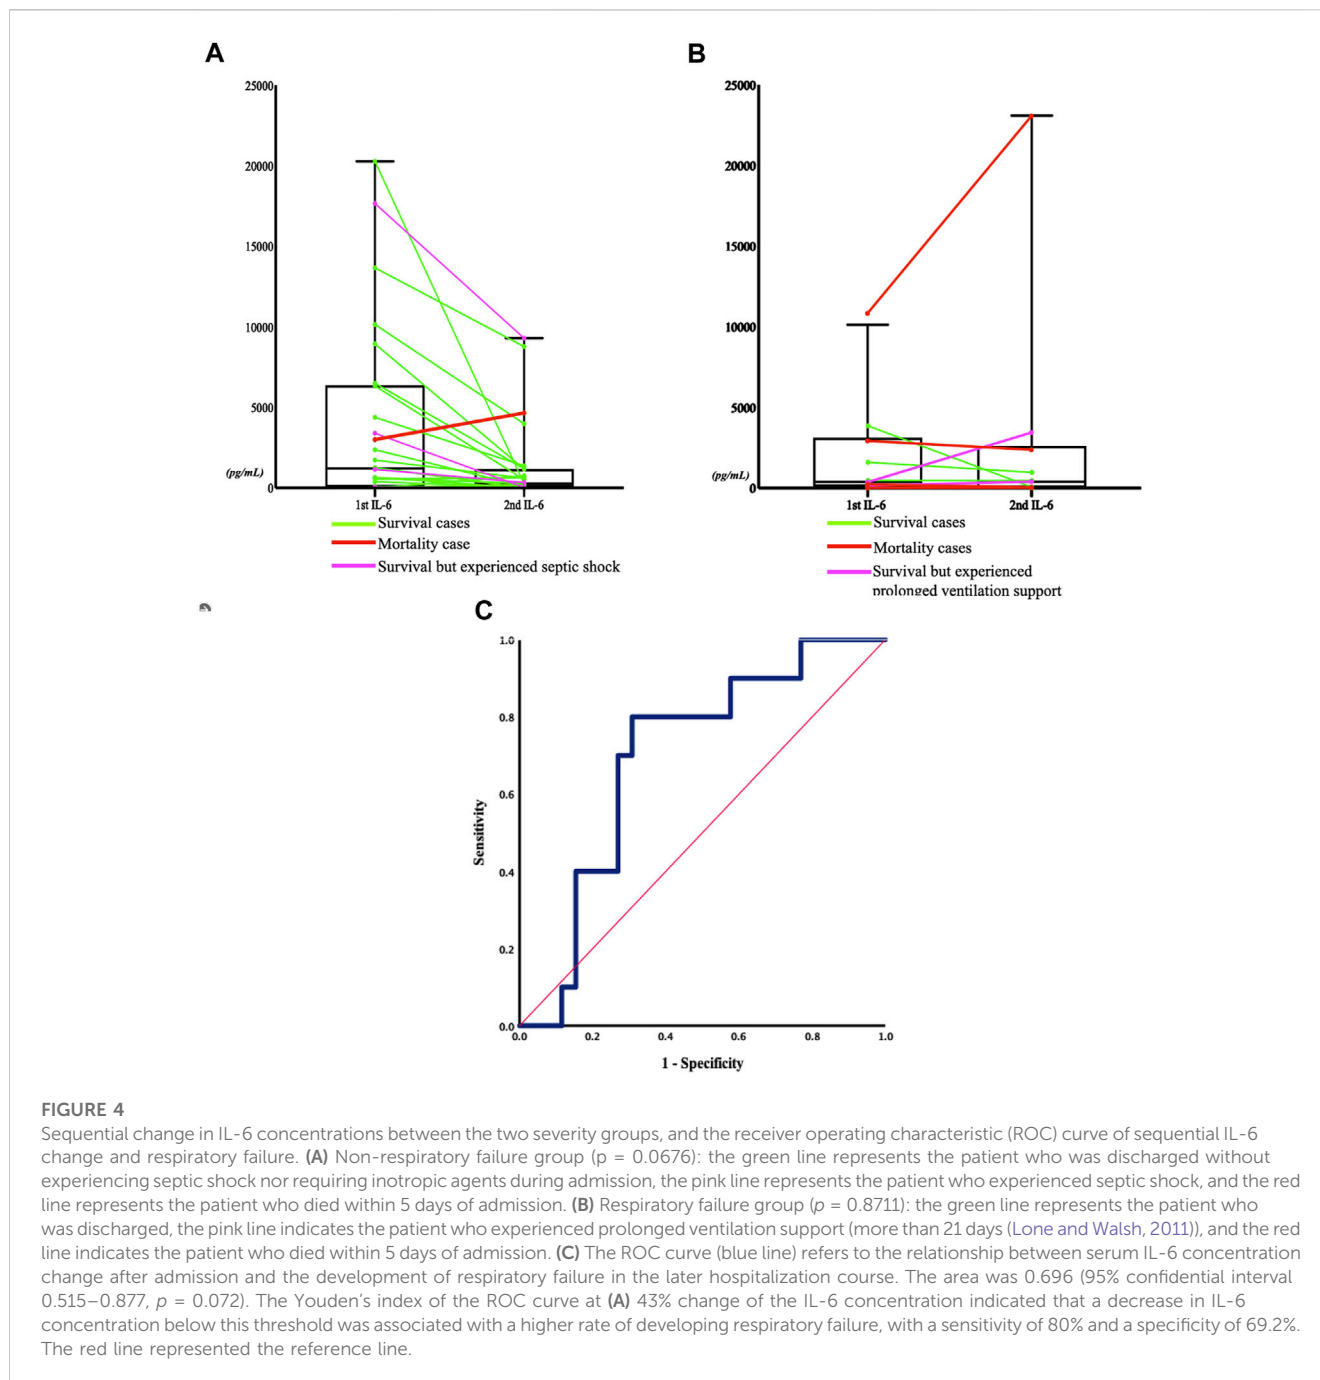 A
25000
20000
15000
10000
5000
(pg/mL)
0
1st IL-6
2nd IL-6
Survival cases
Mortality case
Survival but experienced septic shock
B
25000
20000
15000
10000
5000
(pg/mL)
0
1st IL-6
2nd IL-6
Survival cases
Mortality cases
Survival but experienced
prolonged ventilation support
C
1.0
0.8
0.6
0.4
0.2
0.0
Sensitivity
0.0
0.2
0.4
0.6
0.8
1.0
1 - Specificity
FIGURE 4
Sequential change in IL-6 concentrations between the two severity groups, and the receiver operating characteristic (ROC) curve of sequential IL-6
change and respiratory failure. (A) Non-respiratory failure group (p = 0.0676): the green line represents the patient who was discharged without
experiencing septic shock nor requiring inotropic agents during admission, the pink line represents the patient who experienced septic shock, and the red
line represents the patient who died within 5 days of admission. (B) Respiratory failure group (p = 0.8711): the green line represents the patient who
was discharged, the pink line indicates the patient who experienced prolonged ventilation support (more than 21 days (Lone and Walsh, 2011)), and the red
line indicates the patient who died within 5 days of admission. (C) The ROC curve (blue line) refers to the relationship between serum IL-6 concentration
change after admission and the development of respiratory failure in the later hospitalization course. The area was 0.696 (95% confidential interval
0.515–0.877, p = 0.072). The Youden's index of the ROC curve at (A) 43% change of the IL-6 concentration indicated that a decrease in IL-6
concentration below this threshold was associated with a higher rate of developing respiratory failure, with a sensitivity of 80% and a specificity of 69.2%.
The red line represented the reference line.